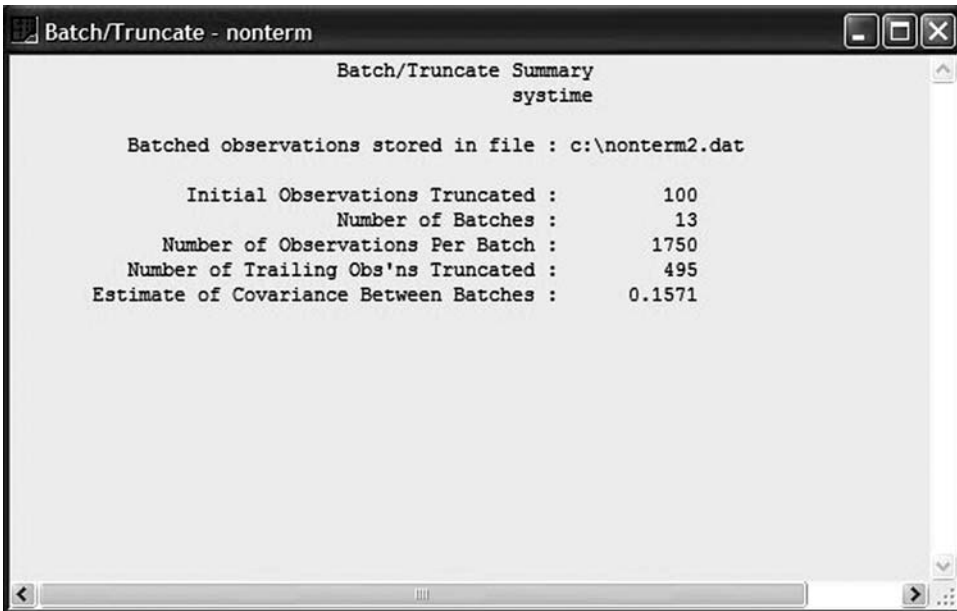 Batch/Truncate - nonterm
Batch/Truncate Summary
systime
Batched observations stored in file : c:\nonterm2.dat
Initial Observations Truncated : 100
Number of Batches : 13
Number of Observations Per Batch : 1750
Number of Trailing Obs'ns Truncated : 495
Estimate of Covariance Between Batches : 0.1571